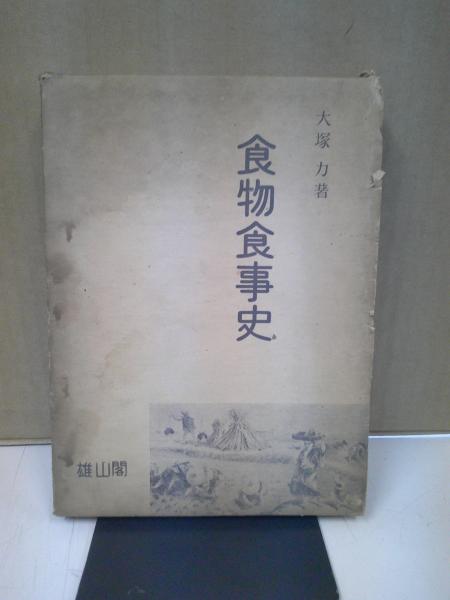 大塚 力著
食物食事史
雄山閣